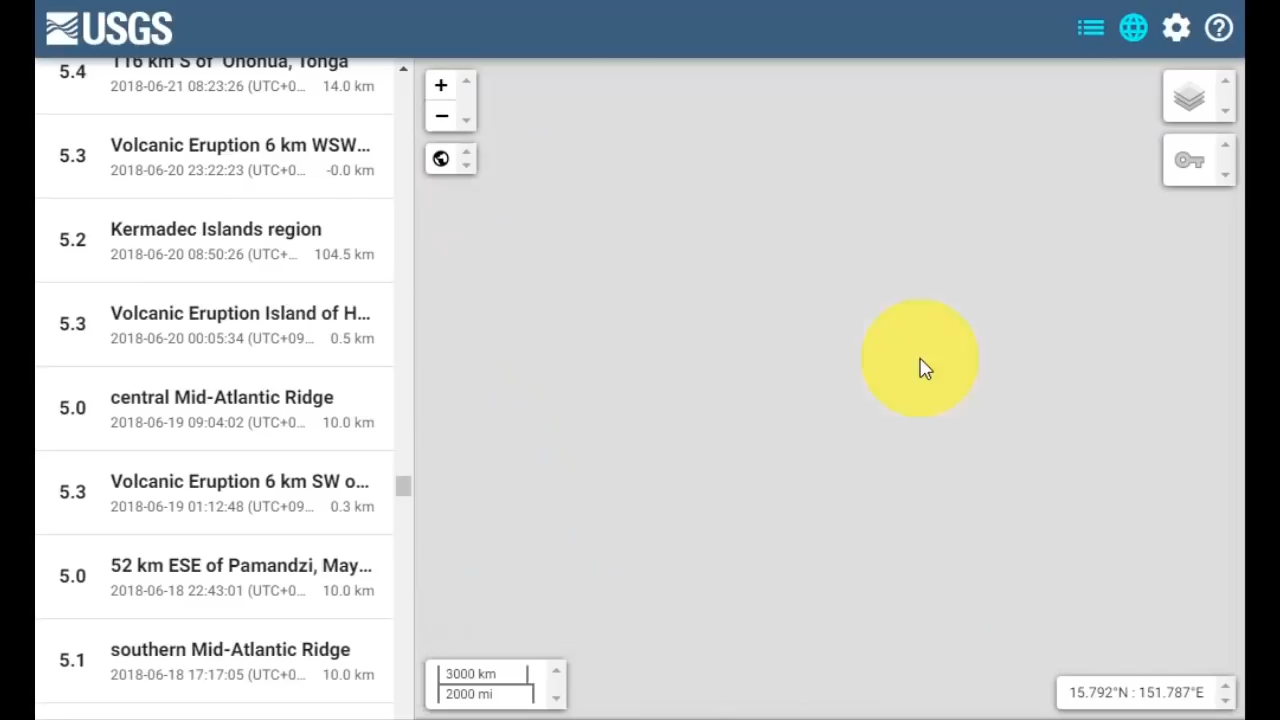 USGS
5.4
116 km S of ‘Ohonua, Tonga
2018-06-21 08:23:26 (UTC+0... 14.0 km
5.3
Volcanic Eruption 6 km WSW...
2018-06-20 23:22:23 (UTC+0... -0.0 km
5.2
Kermadec Islands region
2018-06-20 08:50:26 (UTC+... 104.5 km
5.3
Volcanic Eruption Island of H...
2018-06-20 00:05:34 (UTC+09... 0.5 km
5.0
central Mid-Atlantic Ridge
2018-06-19 09:04:02 (UTC+0... 10.0 km
5.3
Volcanic Eruption 6 km SW o...
2018-06-19 01:12:48 (UTC+09... 0.3 km
5.0
52 km ESE of Pamandzi, May...
2018-06-18 22:43:01 (UTC+0... 10.0 km
5.1
southern Mid-Atlantic Ridge
2018-06-18 17:17:05 (UTC+0... 10.0 km
+
−
3000 km
2000 mi
15.792°N : 151.787°E